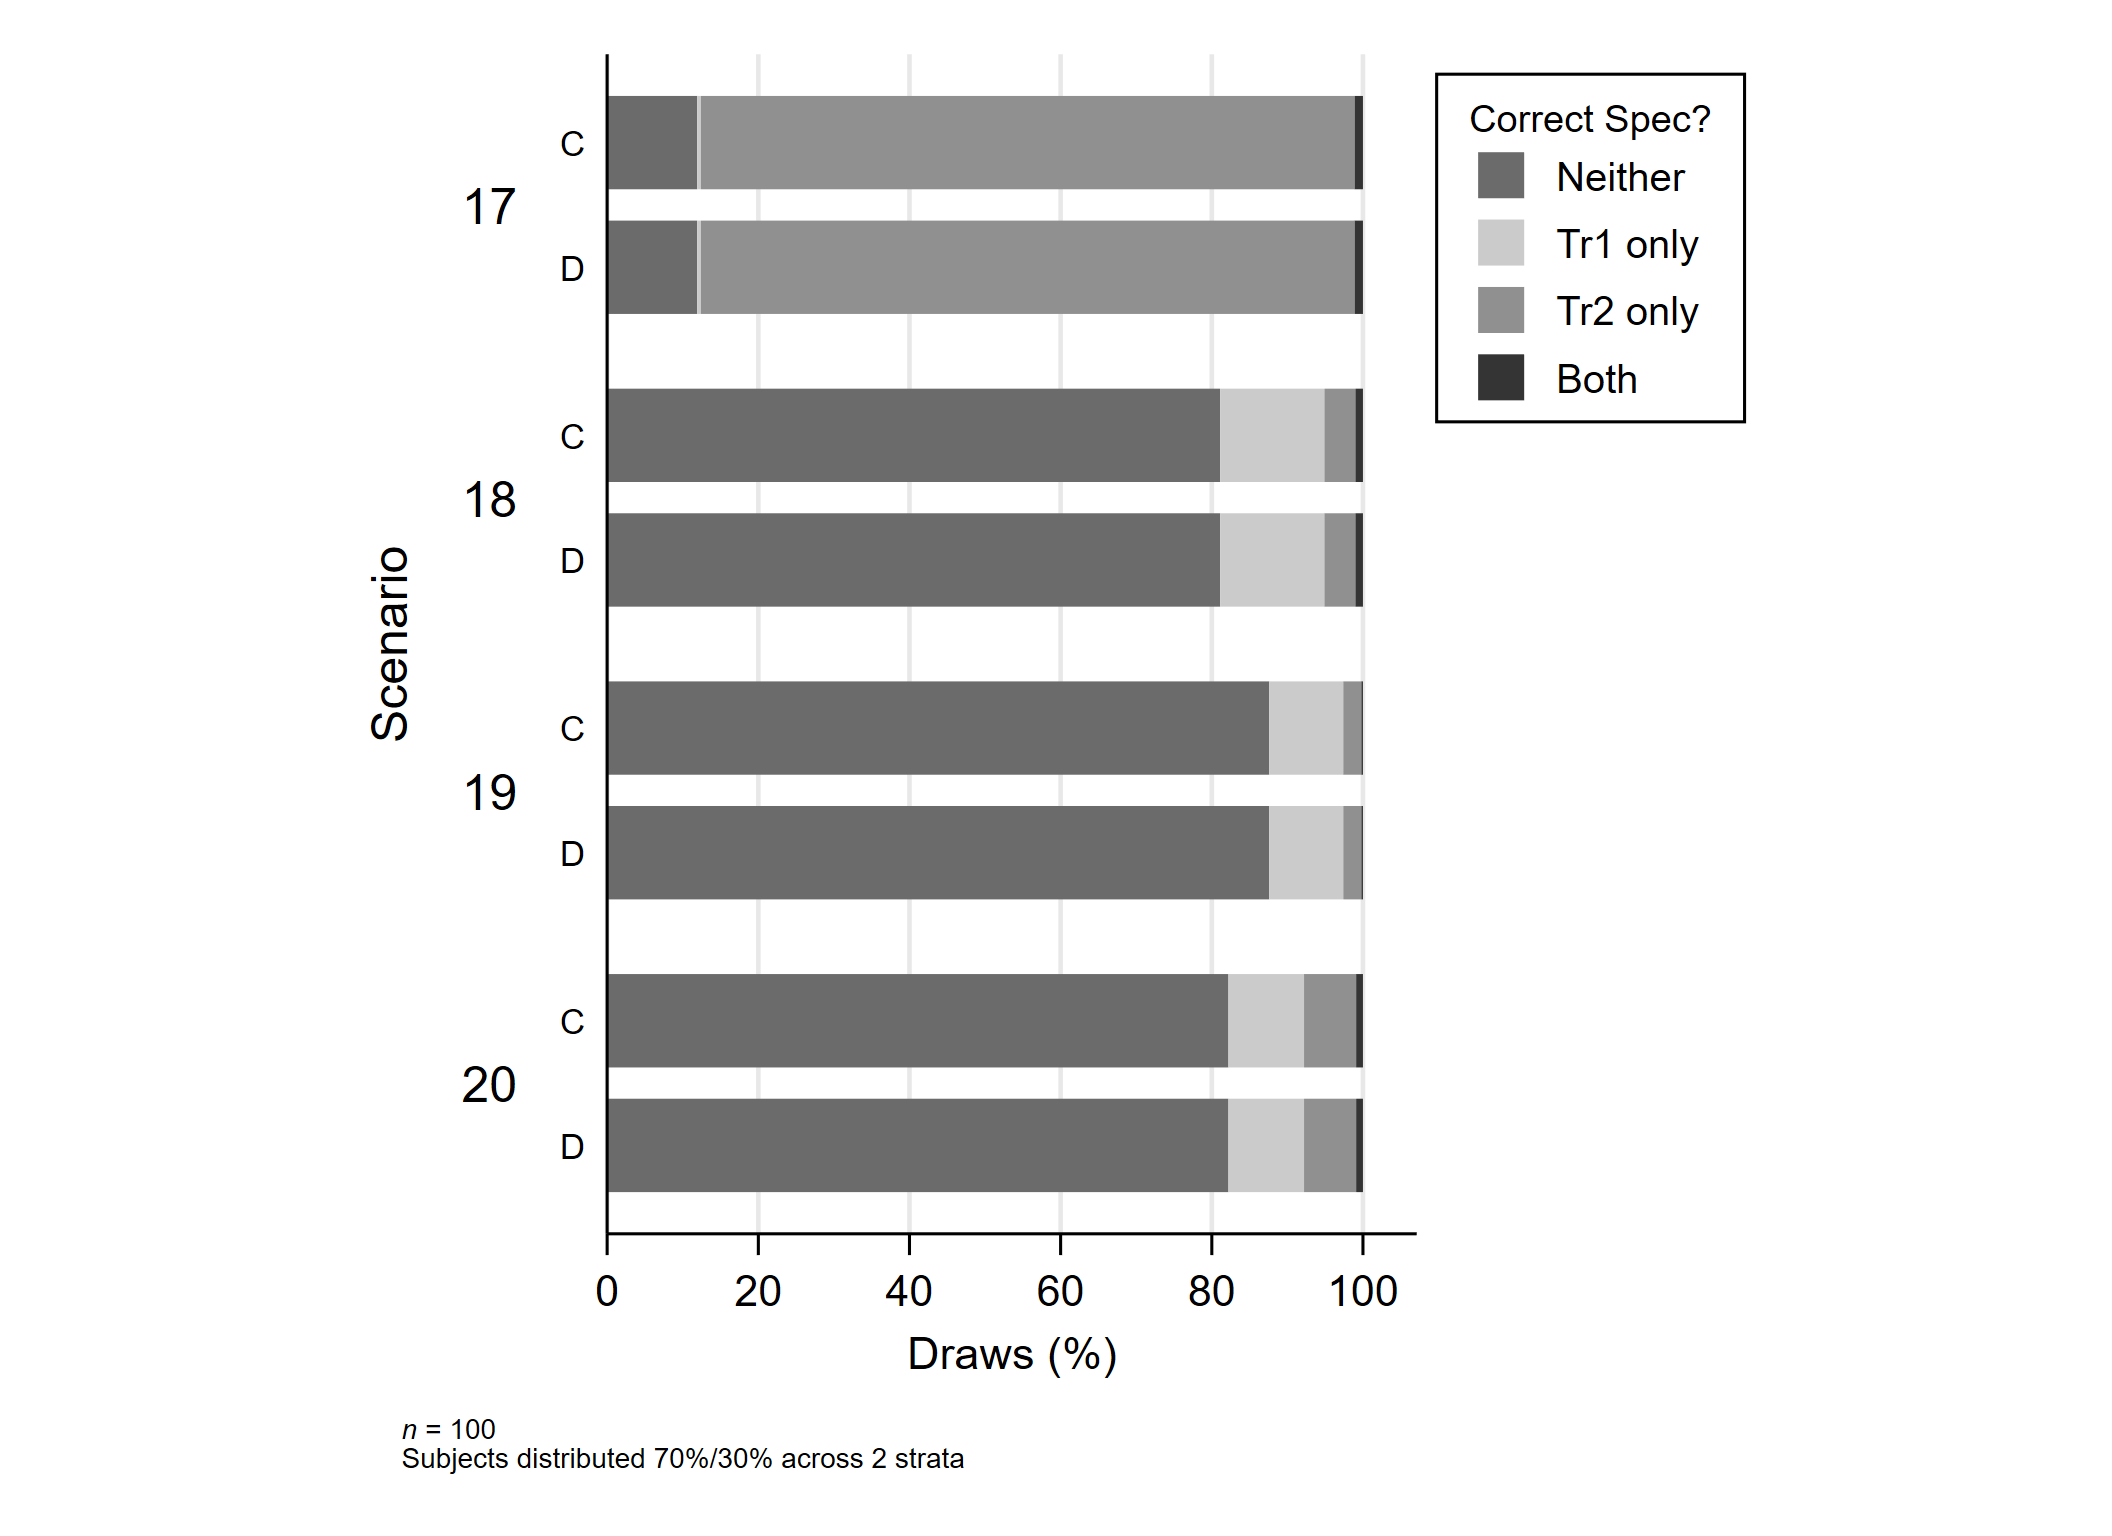 Correct Spec?
Neither
Tr1 only
Tr2 only
Both
Scenario
17
C
D
18
C
D
19
C
D
20
C
D
0 20 40 60 80 100
Draws (%)
n = 100
Subjects distributed 70%/30% across 2 strata